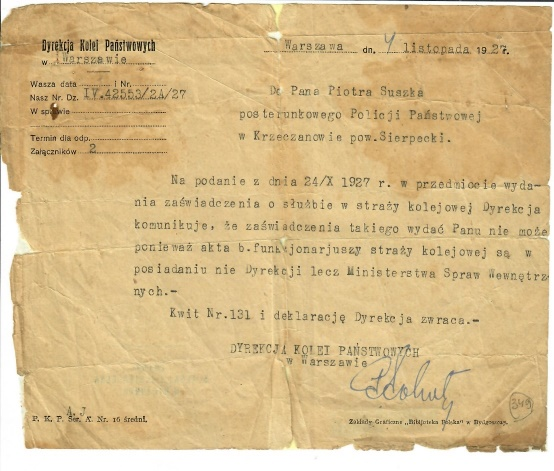 Dyrekcja Kolei Państwowych
w Warszawie
Warszawa dn. 4 listopada 1927.
Wasza data | Nr.
Nasz Nr. Dz. IV.42553/2A/27
W sprawie
Termin dla odp.
Załączników 2
Do Pana Piotra Suszka
posterunkowego Policji Państwowej
w Krzeczanowie pow.Sierpecki.
Na podanie z dnia 24/X 1927 r. w przedmiocie wyda-
nia zaświadczenia o służbie w straży kolejowej, Dyrekcja
komunikuje, że zaświadczenia takiego wydać Panu nie może
ponieważ akta b.funkcjonarjuszy straży kolejowej są w
posiadaniu nie Dyrekcji lecz Ministerstwa Spraw Wewnętrz-
nych.-
Kwit Nr.131 i deklarację Dyrekcja zwraca.-
DYREKCJA KOLEI PAŃSTWOWYCH
w Warszawie
A. J
P. K. P. Ser. A. Nr. 16 średni.
Zakłady Graficzne „Bibljoteka Polska" w Bydgoszczy.
349